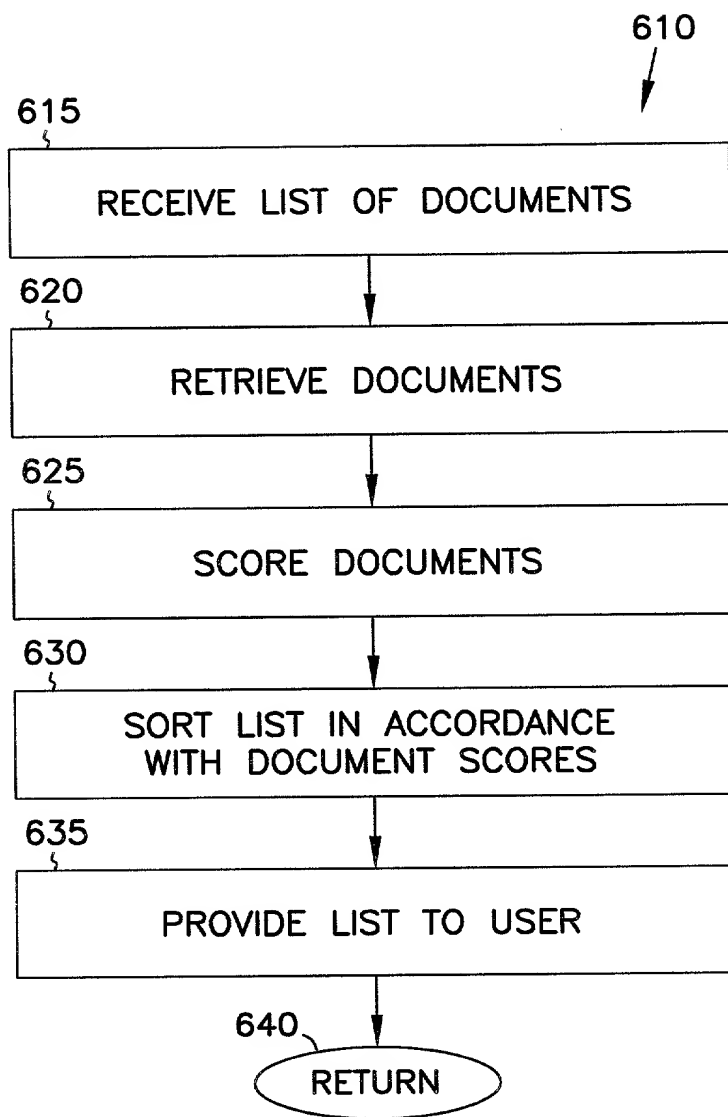 610
615
RECEIVE LIST OF DOCUMENTS
620
RETRIEVE DOCUMENTS
625
SCORE DOCUMENTS
630
SORT LIST IN ACCORDANCE
WITH DOCUMENT SCORES
635
PROVIDE LIST TO USER
640
RETURN